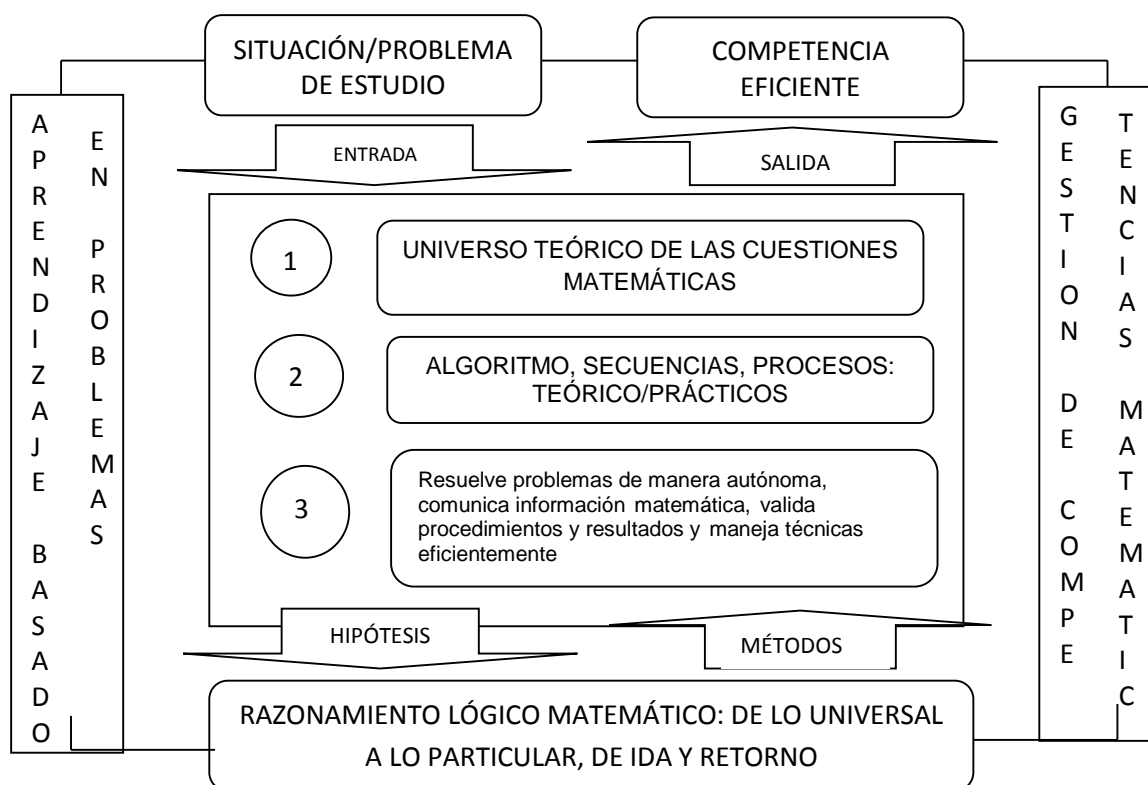 SITUACIÓN/PROBLEMA
DE ESTUDIO
COMPETENCIA
EFICIENTE
ENTRADA
SALIDA
APRENDIZAJE BASADO
EN PROBLEMAS
1
UNIVERSO TEÓRICO DE LAS CUESTIONES
MATEMÁTICAS
2
ALGORITMO, SECUENCIAS, PROCESOS:
TEÓRICO/PRÁCTICOS
3
Resuelve problemas de manera autónoma,
comunica información matemática, valida
procedimientos y resultados y maneja técnicas
eficientemente
GESTION DE COMPE
TENCIAS MATEMATIC
HIPÓTESIS
MÉTODOS
RAZONAMIENTO LÓGICO MATEMÁTICO: DE LO UNIVERSAL
A LO PARTICULAR, DE IDA Y RETORNO